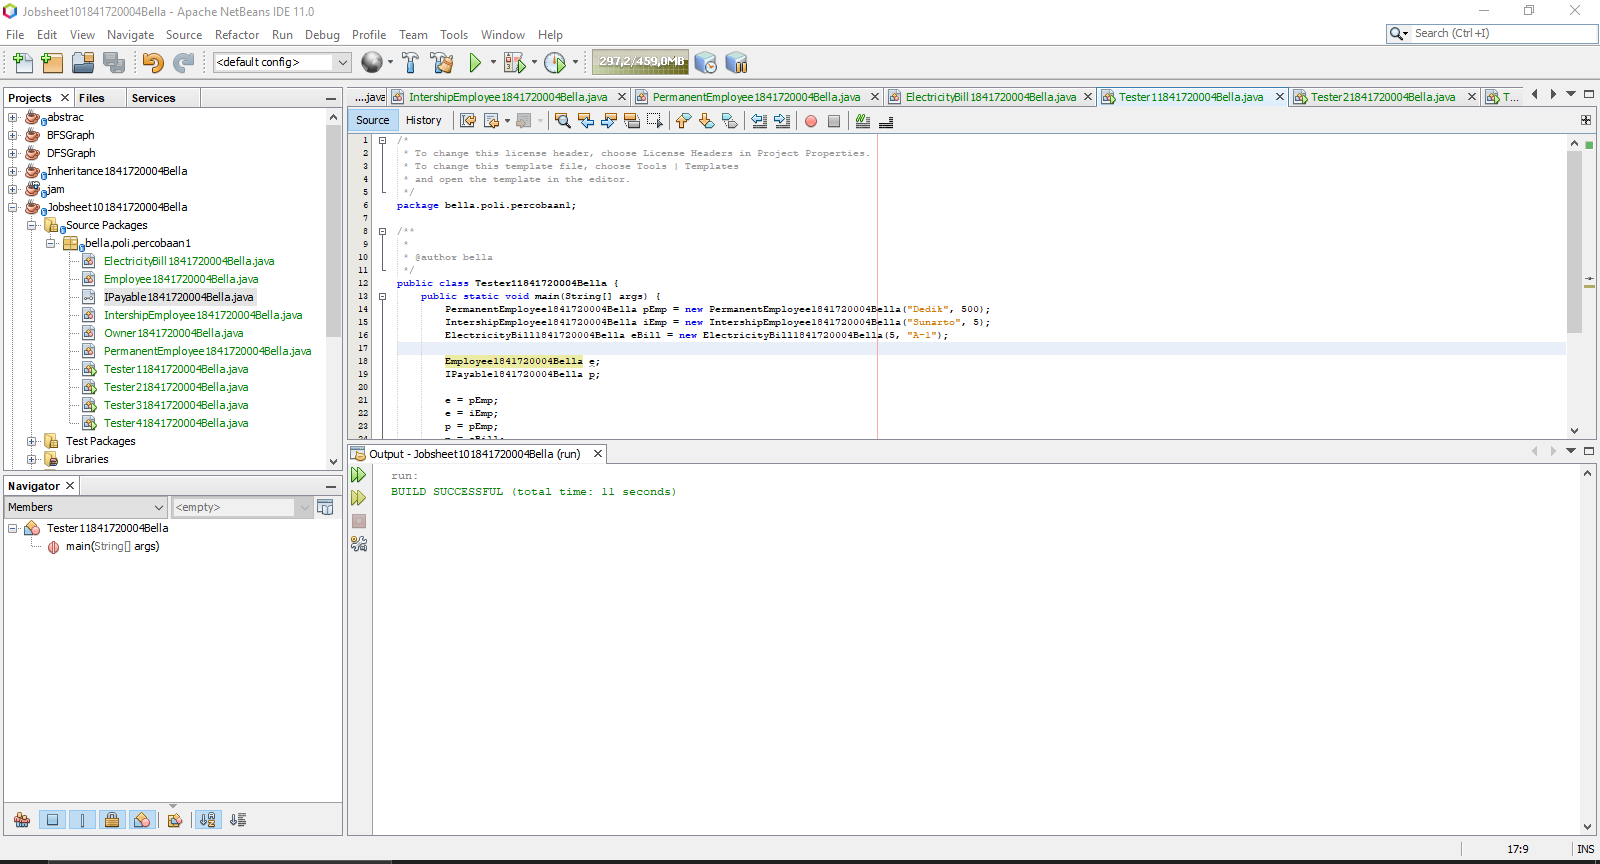 Jobsheet101841720004Bella - Apache NetBeans IDE 11.0
File Edit View Navigate Source Refactor Run Debug Profile Team Tools Window Help
Search (Ctrl+I)
<default config>
297,2/459,0MB
Projects Files Services
abstrac
BFSGraph
DFSGraph
Inheritance1841720004Bella
jam
Jobsheet101841720004Bella
Source Packages
bella.poli.percobaan1
ElectricityBill1841720004Bella.java
Employee1841720004Bella.java
IPayable1841720004Bella.java
IntershipEmployee1841720004Bella.java
Owner1841720004Bella.java
PermanentEmployee1841720004Bella.java
Tester11841720004Bella.java
Tester21841720004Bella.java
Tester31841720004Bella.java
Tester41841720004Bella.java
Test Packages
Libraries
Navigator
Members
<empty>
Tester11841720004Bella
main(String[] args)
....java IntershipEmployee1841720004Bella.java PermanentEmployee1841720004Bella.java ElectricityBill1841720004Bella.java Tester11841720004Bella.java Tester21841720004Bella.java T...
Source History
1 /*
2 * To change this license header, choose License Headers in Project Properties.
3 * To change this template file, choose Tools | Templates
4 * and open the template in the editor.
5 */
6 package bella.poli.percobaan1;
7
8 /**
9 *
10 * @author bella
11 */
12 public class Tester11841720004Bella {
13 public static void main(String[] args) {
14 PermanentEmployee1841720004Bella pEmp = new PermanentEmployee1841720004Bella("Dedik", 500);
15 IntershipEmployee1841720004Bella iEmp = new IntershipEmployee1841720004Bella("Sunarto", 5);
16 ElectricityBill1841720004Bella eBill = new ElectricityBill1841720004Bella(5, "A-1");
17
18 Employee1841720004Bella e;
19 IPayable1841720004Bella p;
20
21 e = pEmp;
22 e = iEmp;
23 p = pEmp;
24 p = eBill;
Output - Jobsheet101841720004Bella (run)
run:
BUILD SUCCESSFUL (total time: 11 seconds)
17:9 INS